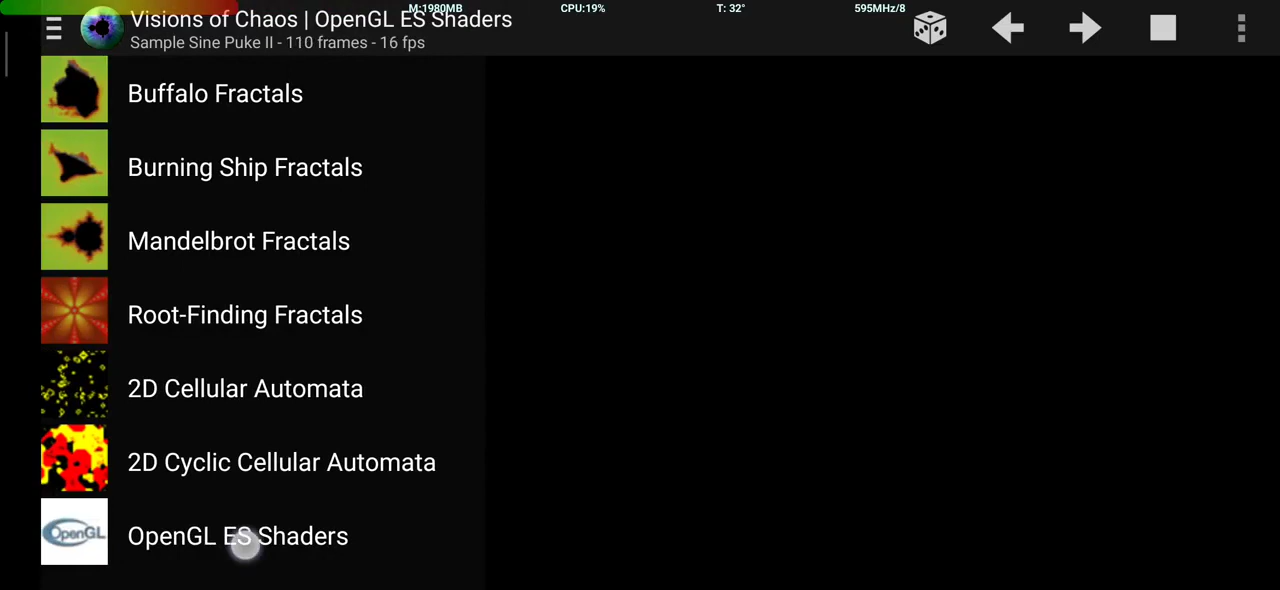 M:1980MB CPU:19% T: 32° 595MHz/8
Visions of Chaos | OpenGL ES Shaders
Sample Sine Puke II - 110 frames - 16 fps
Buffalo Fractals
Burning Ship Fractals
Mandelbrot Fractals
Root-Finding Fractals
2D Cellular Automata
2D Cyclic Cellular Automata
OpenGL
OpenGL ES Shaders